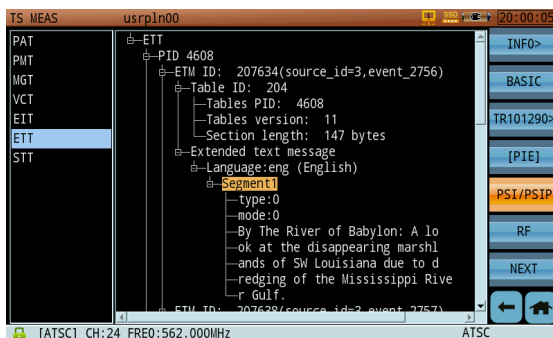 TS MEAS usrpln00 SSD 20:00:05
PAT
PMT
MGT
VCT
EIT
ETT
STT
ETT
PID 4608
ETM ID: 207634(source_id=3,event_2756)
Table ID: 204
Tables PID: 4608
Tables version: 11
Section length: 147 bytes
Extended text message
Language:eng (English)
Segment1
type:0
mode:0
By The River of Babylon: A lo
ok at the disappearing marshl
ands of SW Louisiana due to d
redging of the Mississippi Rive
r Gulf.
ETM ID: 207638(source_id=3,event_2757)
INFO>
BASIC
TR101290>
[PIE]
PSI/PSIP
RF
NEXT
[ATSC] CH:24 FREQ:562.000MHz ATSC